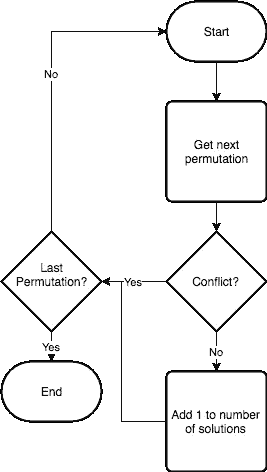 Start
No
Get next
permutation
Last
Permutation?
Yes
Conflict?
Yes
No
End
Add 1 to number
of solutions